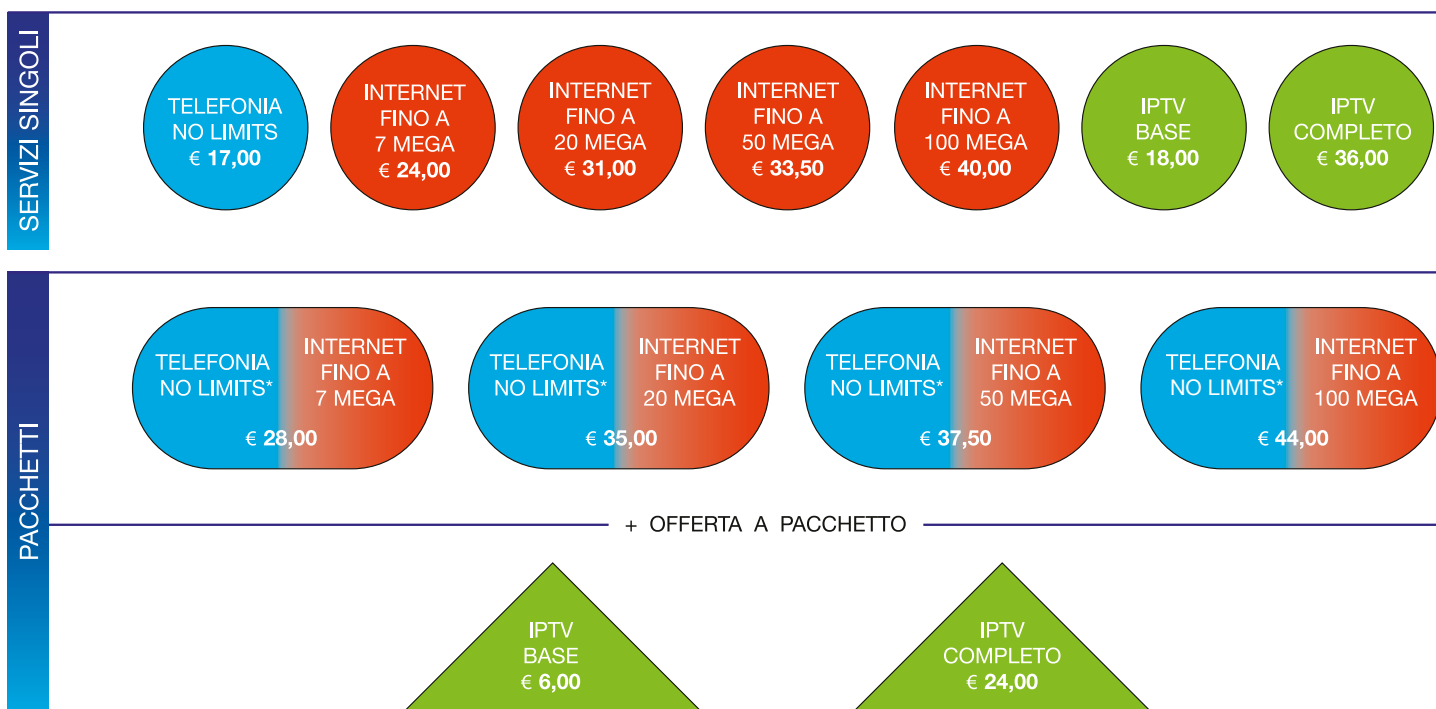 SERVIZI SINGOLI
TELEFONIA
NO LIMITS
€ 17,00
INTERNET
FINO A
7 MEGA
€ 24,00
INTERNET
FINO A
20 MEGA
€ 31,00
INTERNET
FINO A
50 MEGA
€ 33,50
INTERNET
FINO A
100 MEGA
€ 40,00
IPTV
BASE
€ 18,00
IPTV
COMPLETO
€ 36,00
PACCHETTI
TELEFONIA
NO LIMITS*
INTERNET
FINO A
7 MEGA
€ 28,00
TELEFONIA
NO LIMITS*
INTERNET
FINO A
20 MEGA
€ 35,00
TELEFONIA
NO LIMITS*
INTERNET
FINO A
50 MEGA
€ 37,50
TELEFONIA
NO LIMITS*
INTERNET
FINO A
100 MEGA
€ 44,00
+ OFFERTA A PACCHETTO
IPTV
BASE
€ 6,00
IPTV
COMPLETO
€ 24,00